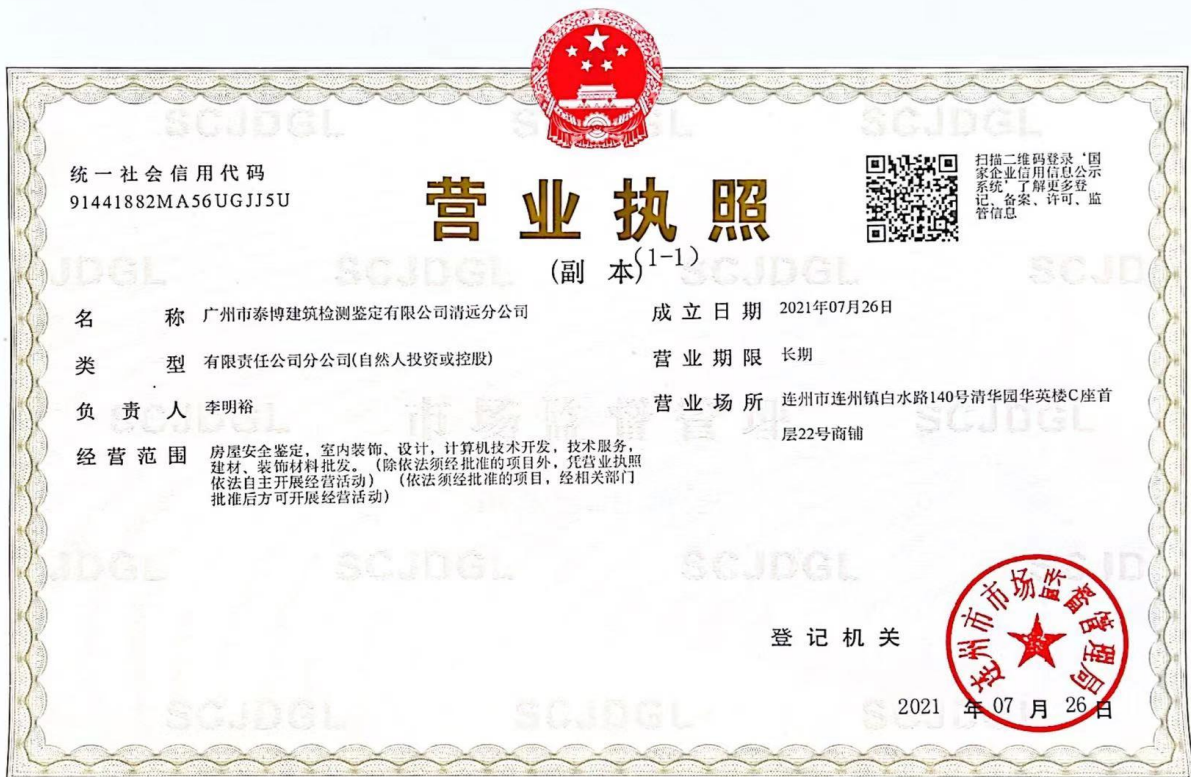 统一社会信用代码
91441882MA56UGJJ5U
营业执照
(副 本)(1-1)
扫描二维码登录‘国
家企业信用信息公示
系统’了解更多登
记、备案、许可、监
管信息
名 称 广州市泰博建筑检测鉴定有限公司清远分公司
类 型 有限责任公司分公司(自然人投资或控股)
负 责 人 李明裕
经 营 范 围 房屋安全鉴定,室内装饰、设计,计算机技术开发,技术服务,
建材、装饰材料批发。(除依法须经批准的项目外,凭营业执照
依法自主开展经营活动)(依法须经批准的项目,经相关部门
批准后方可开展经营活动)
成 立 日 期 2021年07月26日
营 业 期 限 长期
营 业 场 所 连州市连州镇白水路140号清华园华英楼C座首
层22号商铺
登 记 机 关
连州市市场监督管理局
2021 年 07 月 26 日
SCJDGL
市场监督管理